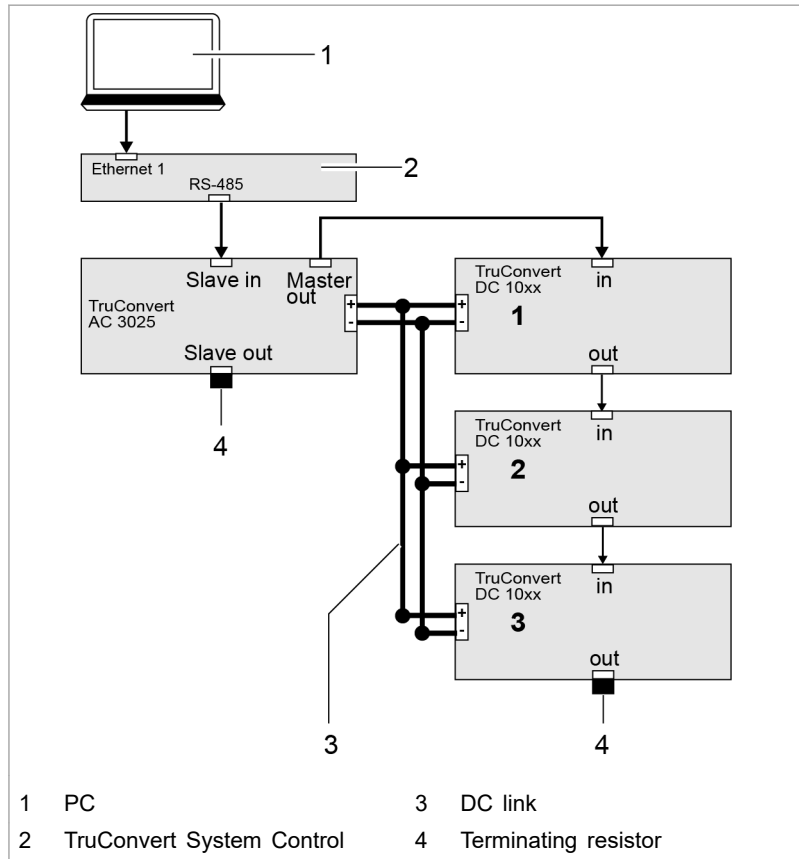 1
Ethernet 1
2
RS-485
Slave in
Master
out
TruConvert
AC 3025
+
-
Slave out
4
TruConvert
DC 10xx
in
+
-
1
out
TruConvert
DC 10xx
in
+
-
2
out
TruConvert
DC 10xx
in
+
-
3
out
3
4
1 PC
2 TruConvert System Control
3 DC link
4 Terminating resistor